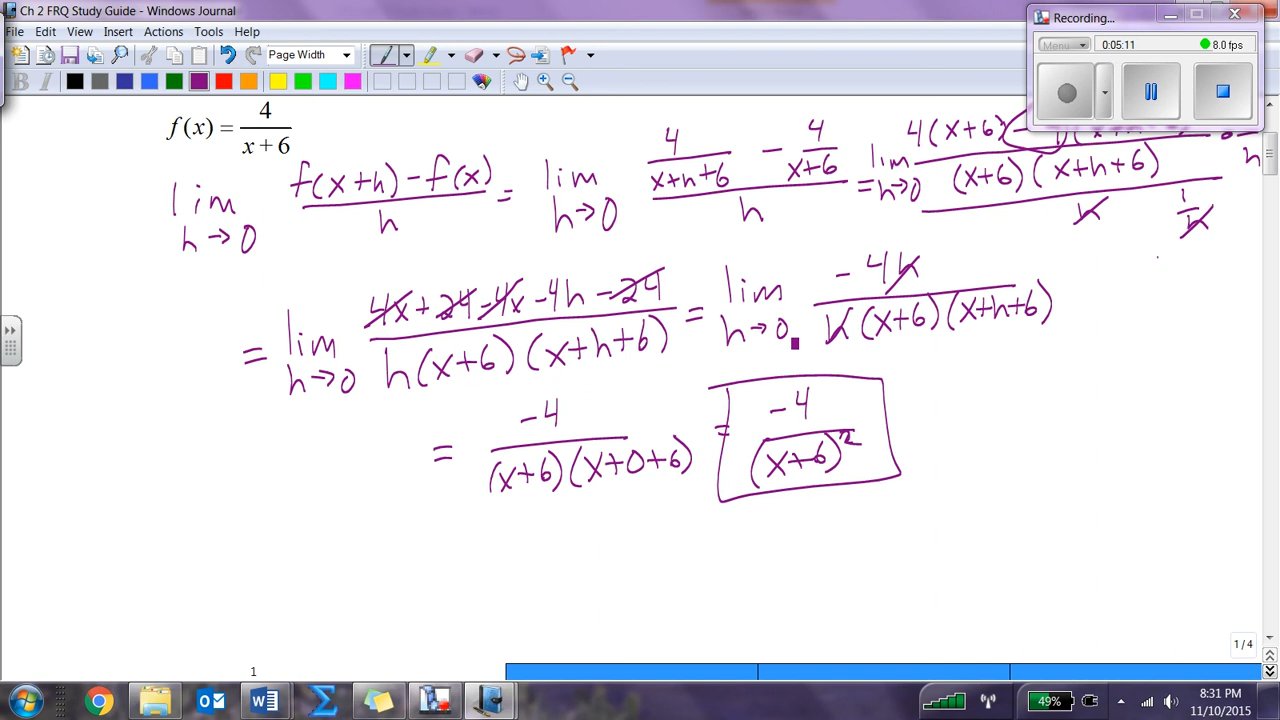 Ch 2 FRQ Study Guide - Windows Journal
Recording...
File Edit View Insert Actions Tools Help
Menu 0:05:11 8.0 fps
Page Width
B I
f(x) = 4/(x + 6)
lim h→0 (f(x+h) - f(x))/h = lim h→0 (4/(x+h+6) - 4/(x+6))/h = lim h→0 4(x+6) - / (x+6)(x+h+6) h 1/h h
= lim h→0 (4x + 24 - 4x - 4h - 24)/(h(x+6)(x+h+6)) = lim h→0 -4h/(h(x+6)(x+h+6))
= -4/((x+6)(x+0+6)) = -4/(x+6)²
1 / 4
1
49% 8:31 PM
11/10/2015